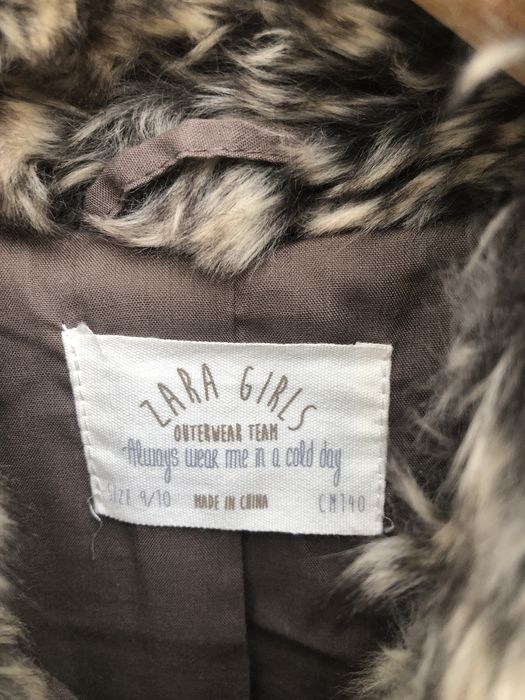 ZARA GIRLS
OUTERWEAR TEAM
Always wear me in a cold day
SIZE 9/10 MADE IN CHINA CM140